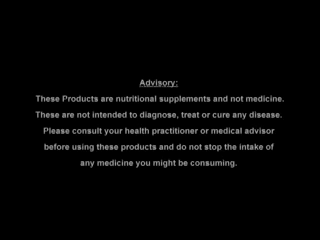 Advisory:
These Products are nutritional supplements and not medicine.
These are not intended to diagnose, treat or cure any disease.
Please consult your health practitioner or medical advisor
before using these products and do not stop the intake of
any medicine you might be consuming.